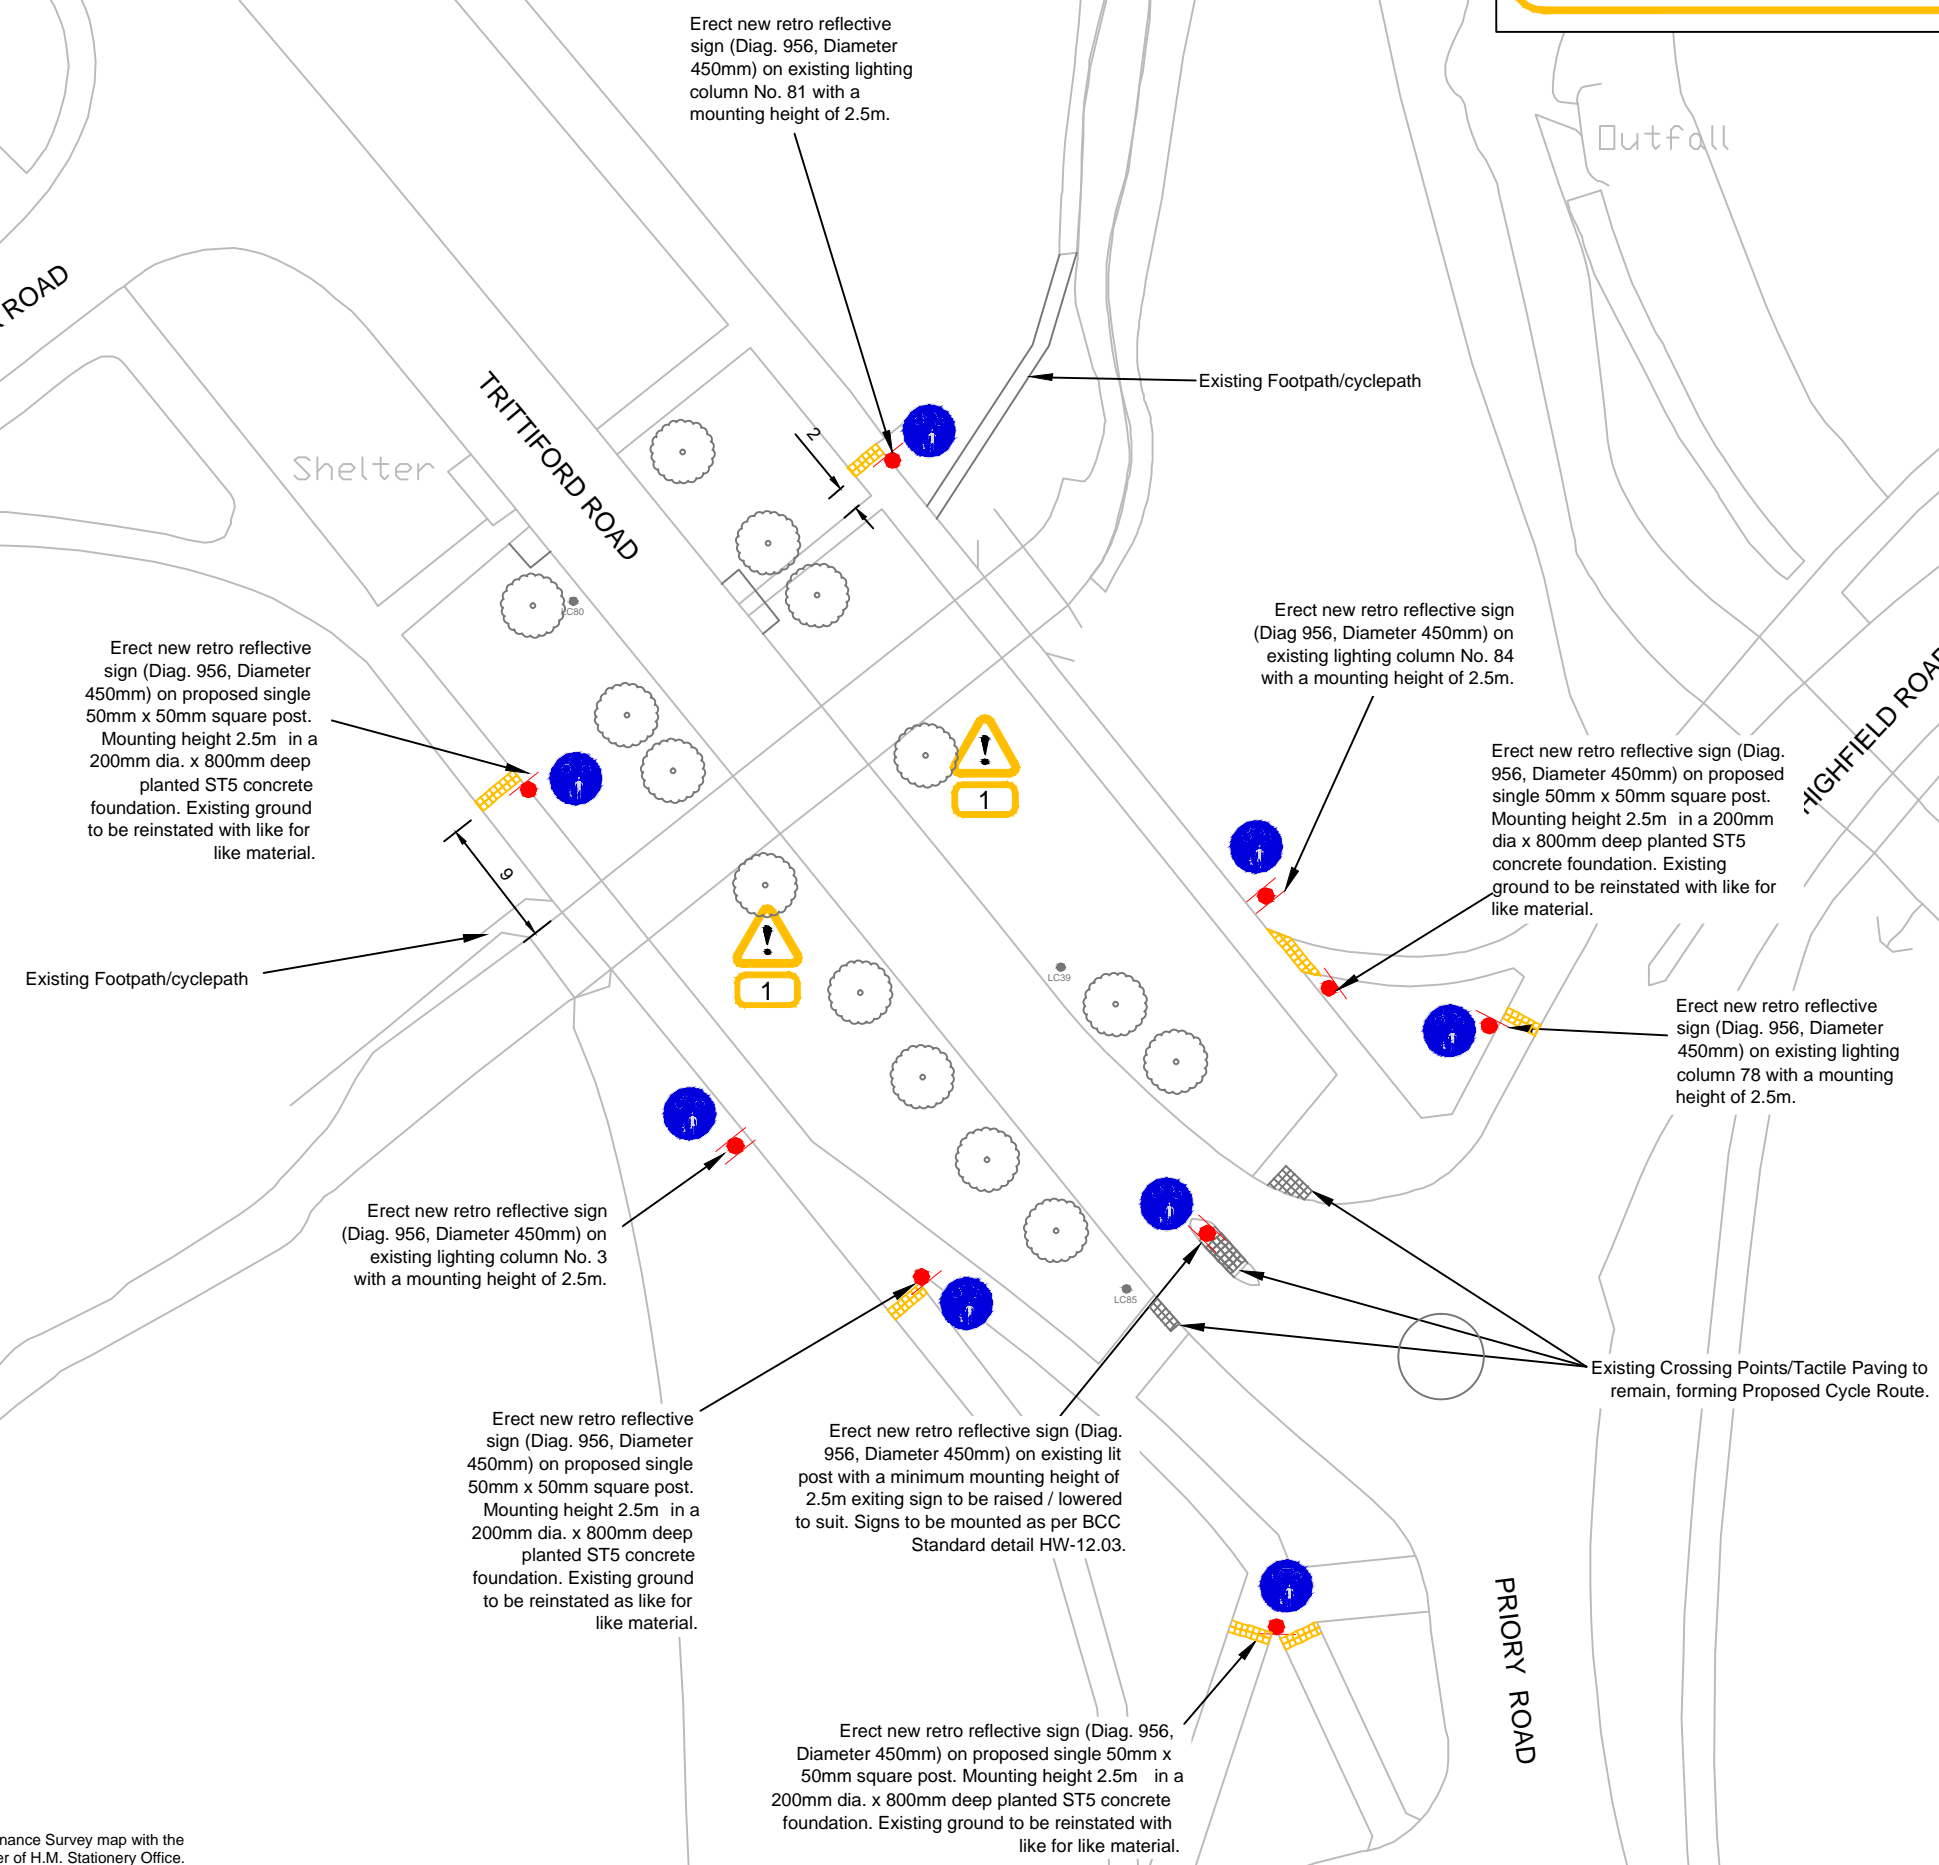 Erect new retro reflective
sign (Diag. 956, Diameter
450mm) on existing lighting
column No. 81 with a
mounting height of 2.5m.
Outfall
ROAD
Existing Footpath/cyclepath
TRITTIFORD ROAD
2
Shelter
LC80
Erect new retro reflective sign
(Diag 956, Diameter 450mm) on
existing lighting column No. 84
with a mounting height of 2.5m.
Erect new retro reflective
sign (Diag. 956, Diameter
450mm) on proposed single
50mm x 50mm square post.
Mounting height 2.5m in a
200mm dia. x 800mm deep
planted ST5 concrete
foundation. Existing ground
to be reinstated with like for
like material.
HIGHFIELD ROAD
Erect new retro reflective sign (Diag.
956, Diameter 450mm) on proposed
single 50mm x 50mm square post.
Mounting height 2.5m in a 200mm
dia x 800mm deep planted ST5
concrete foundation. Existing
ground to be reinstated with like for
like material.
!
1
9
!
1
LC39
Existing Footpath/cyclepath
Erect new retro reflective
sign (Diag. 956, Diameter
450mm) on existing lighting
column 78 with a mounting
height of 2.5m.
Erect new retro reflective sign
(Diag. 956, Diameter 450mm) on
existing lighting column No. 3
with a mounting height of 2.5m.
LC85
Existing Crossing Points/Tactile Paving to
remain, forming Proposed Cycle Route.
Erect new retro reflective
sign (Diag. 956, Diameter
450mm) on proposed single
50mm x 50mm square post.
Mounting height 2.5m in a
200mm dia. x 800mm deep
planted ST5 concrete
foundation. Existing ground
to be reinstated as like for
like material.
Erect new retro reflective sign (Diag.
956, Diameter 450mm) on existing lit
post with a minimum mounting height of
2.5m exiting sign to be raised / lowered
to suit. Signs to be mounted as per BCC
Standard detail HW-12.03.
PRIORY ROAD
Erect new retro reflective sign (Diag. 956,
Diameter 450mm) on proposed single 50mm x
50mm square post. Mounting height 2.5m in a
200mm dia. x 800mm deep planted ST5 concrete
foundation. Existing ground to be reinstated with
like for like material.
nance Survey map with the
er of H.M. Stationery Office.